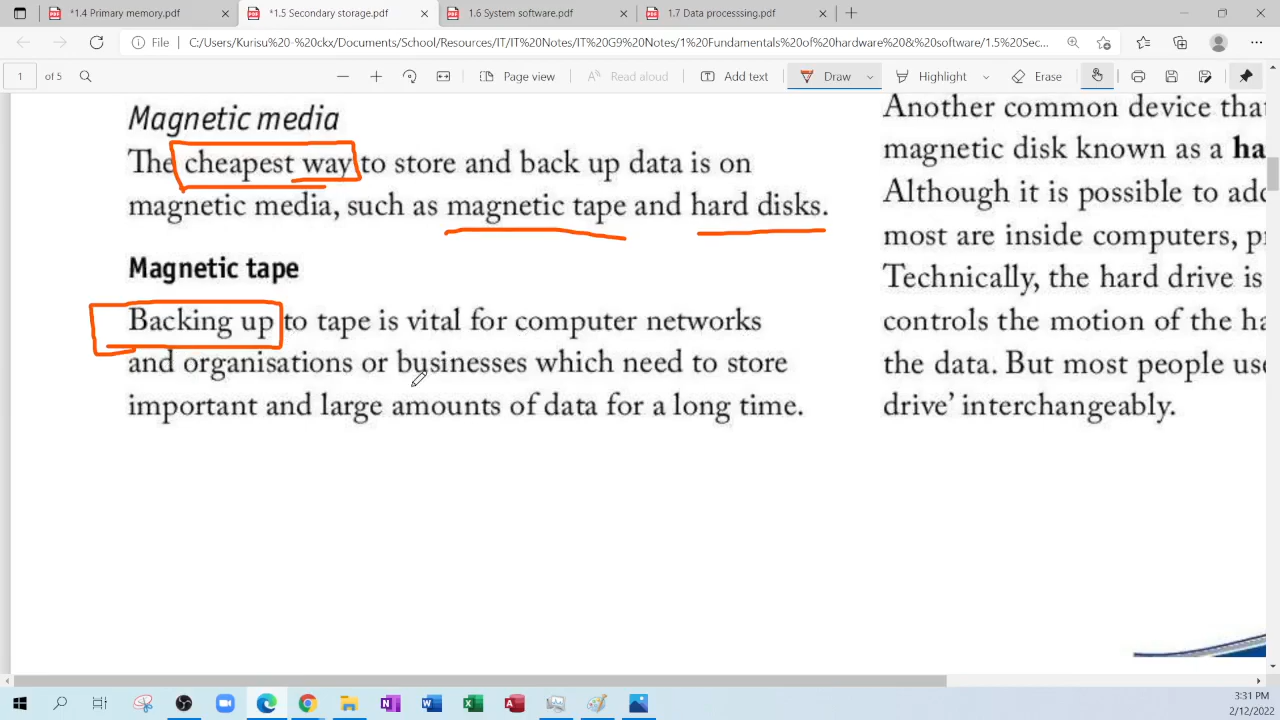 *1.4 Primary memory.pdf
*1.5 Secondary storage.pdf
1.6 System software.pdf
1.7 Data processsing.pdf
File
C:/Users/Kurisu%20-%20ckx/Documents/School/Resources/IT/IT%20Notes/IT%20G9%20Notes/1%20Fundamentals%20of%20hardware%20&%20software/1.5%20Sec...
1
of 5
Page view
Read aloud
Add text
Draw
Highlight
Erase
Magnetic media
The cheapest way to store and back up data is on
magnetic media, such as magnetic tape and hard disks.
Magnetic tape
Backing up to tape is vital for computer networks
and organisations or businesses which need to store
important and large amounts of data for a long time.
Another common device that
magnetic disk known as a ha
Although it is possible to add
most are inside computers, p
Technically, the hard drive is
controls the motion of the ha
the data. But most people use
drive' interchangeably.
3:31 PM
2/12/2022